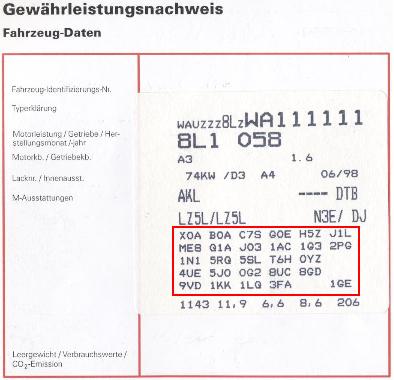 Gewährleistungsnachweis
Fahrzeug-Daten
Fahrzeug-Identifizierungs-Nr.
WAUZZZ8LZWA111111
Typerklärung
8L1 058
A3 1.6
Motorleistung / Getriebe / Her-
stellungsmonat /-jahr
74KW /D3 A4 06/98
Motorkb. / Getriebekb.
AKL ---- DTB
Lacknr. / Innenausst.
LZ5L/LZ5L N3E/ DJ
M-Ausstattungen
X0A B0A C7S G0E H5Z J1L
ME8 Q1A J03 1AC 1G3 2PG
1N1 5RQ 5SL T6H 0YZ
4UE 5J0 0G2 8UC 8GD
9VD 1KK 1LG 3FA 1GE
1143 11,9 6,6 8,6 206
Leergewicht / Verbrauchswerte /
CO2-Emission